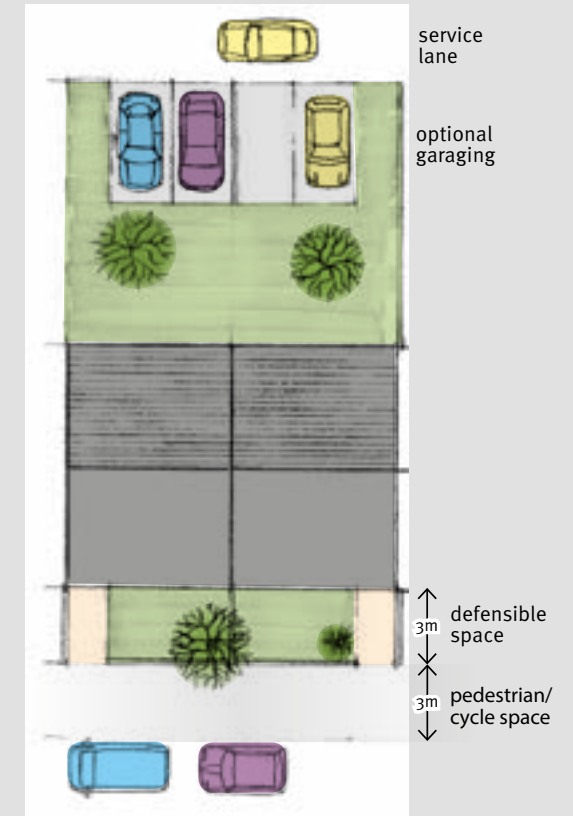 service
lane
optional
garaging
3m
defensible
space
3m
pedestrian/
cycle space